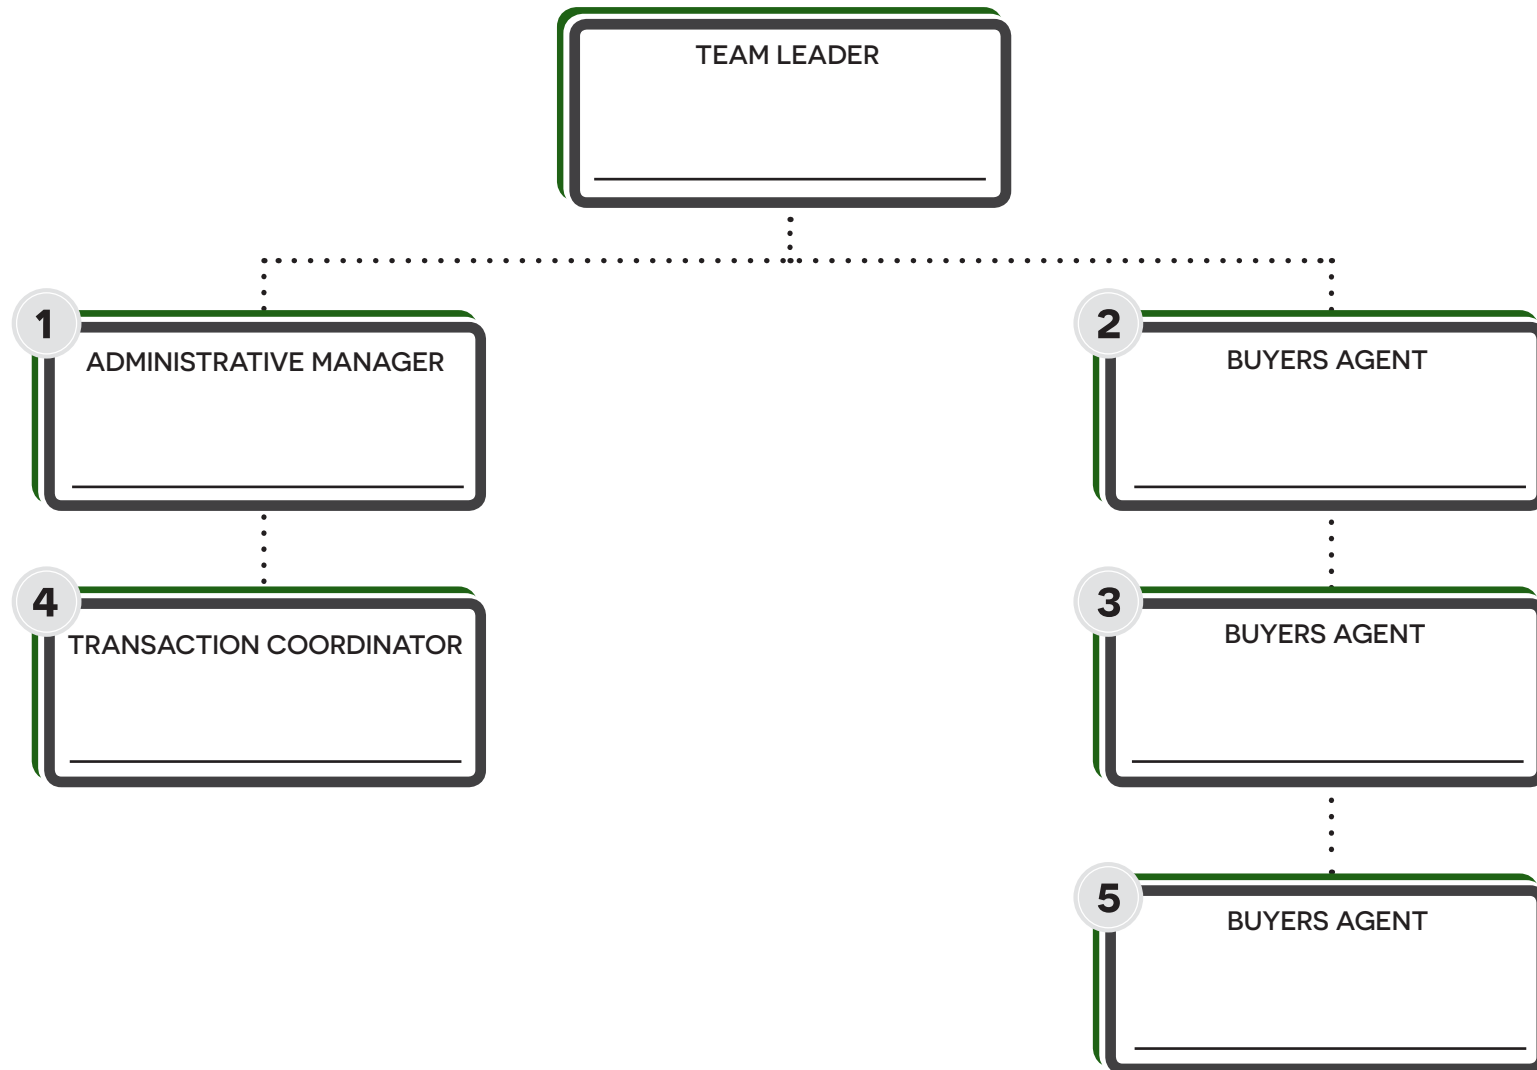 TEAM LEADER
1
ADMINISTRATIVE MANAGER
2
BUYERS AGENT
4
TRANSACTION COORDINATOR
3
BUYERS AGENT
5
BUYERS AGENT